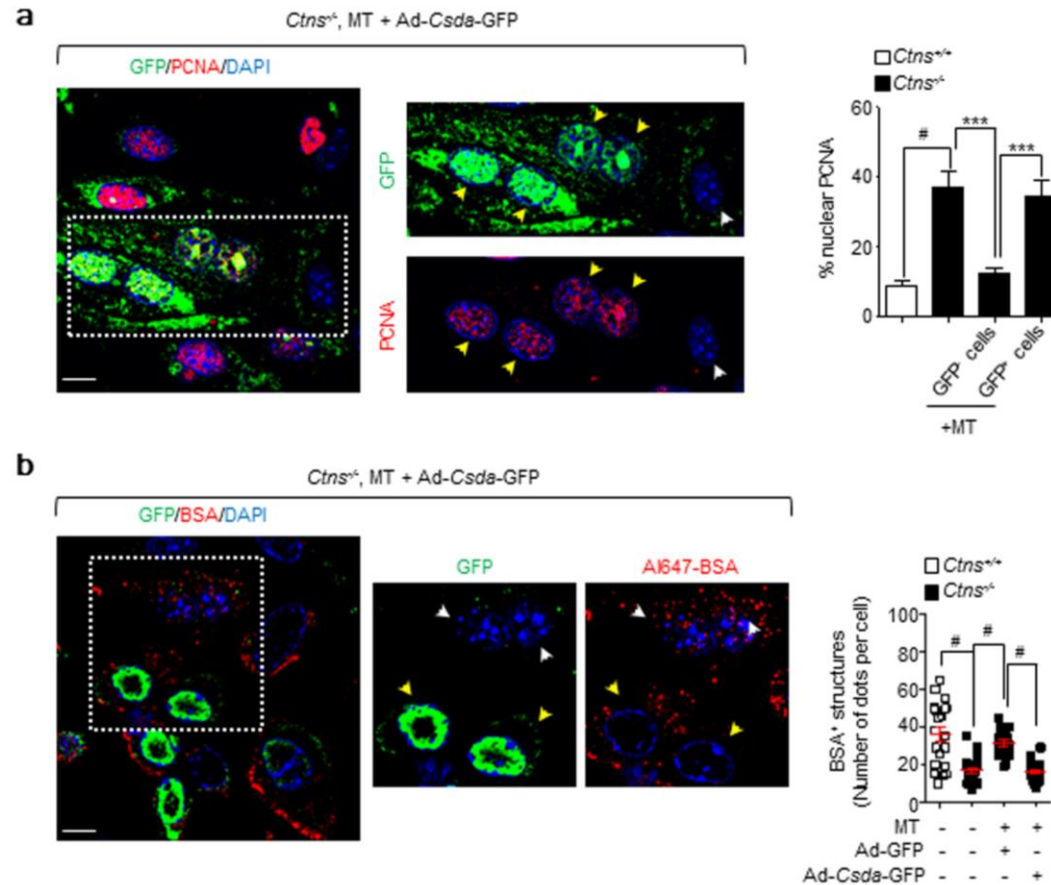 a
Ctns-/-, MT + Ad-Csda-GFP
GFP/PCNA/DAPI
GFP
PCNA
Ctns+/+
Ctns-/-
% nuclear PCNA
60
40
20
0
#
***
***
GFP- cells
GFP+ cells
+MT
b
Ctns-/-, MT + Ad-Csda-GFP
GFP/BSA/DAPI
GFP
Al647-BSA
Ctns+/+
Ctns-/-
BSA+ structures
(Number of dots per cell)
100
80
60
40
20
0
#
#
#
MT - - + +
Ad-GFP - - + -
Ad-Csda-GFP - - - +